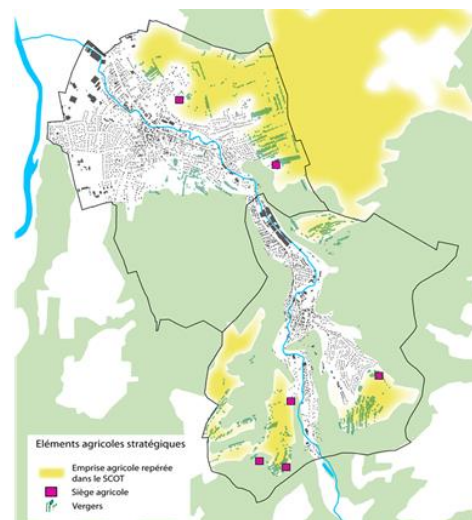 Eléments agricoles stratégiques
Emprise agricole repérée
dans le SCOT
Siège agricole
Vergers